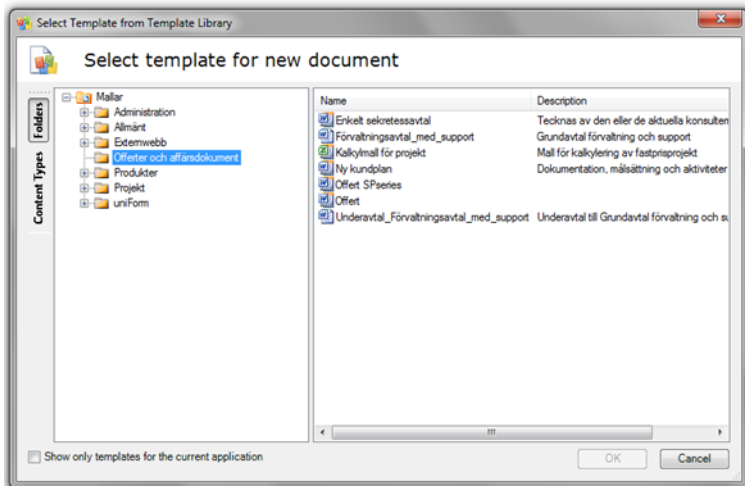 Select Template from Template Library
Select template for new document
Folders
Content Types
Mallar
Administration
Allmänt
Externwebb
Offerter och affärsdokument
Produkter
Projekt
uniForm
Name Description
Enkelt sekretessavtal Tecknas av den eller de aktuella konsulten
Förvaltningsavtal_med_support Grundavtal förvaltning och support
Kalkylmall för projekt Mall för kalkylering av fastprisprojekt
Ny kundplan Dokumentation, målsättning och aktiviteter
Offert SPseries
Offert
Underavtal_Förvaltningsavtal_med_support Underavtal till Grundavtal förvaltning och su
Show only templates for the current application
OK Cancel